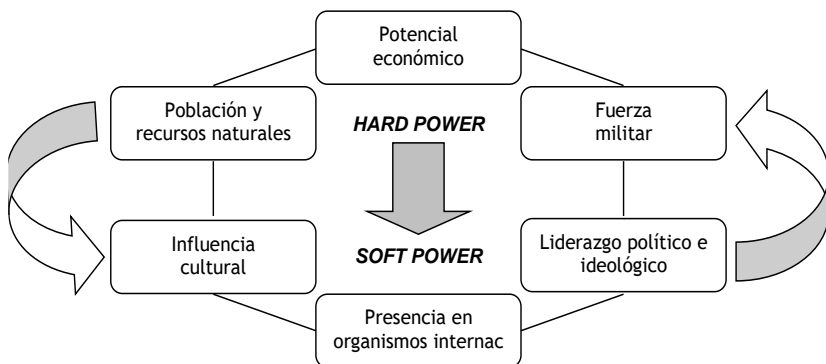 Potencial
económico
Población y
recursos naturales
HARD POWER
Fuerza
militar
Influencia
cultural
SOFT POWER
Liderazgo político e
ideológico
Presencia en
organismos internac